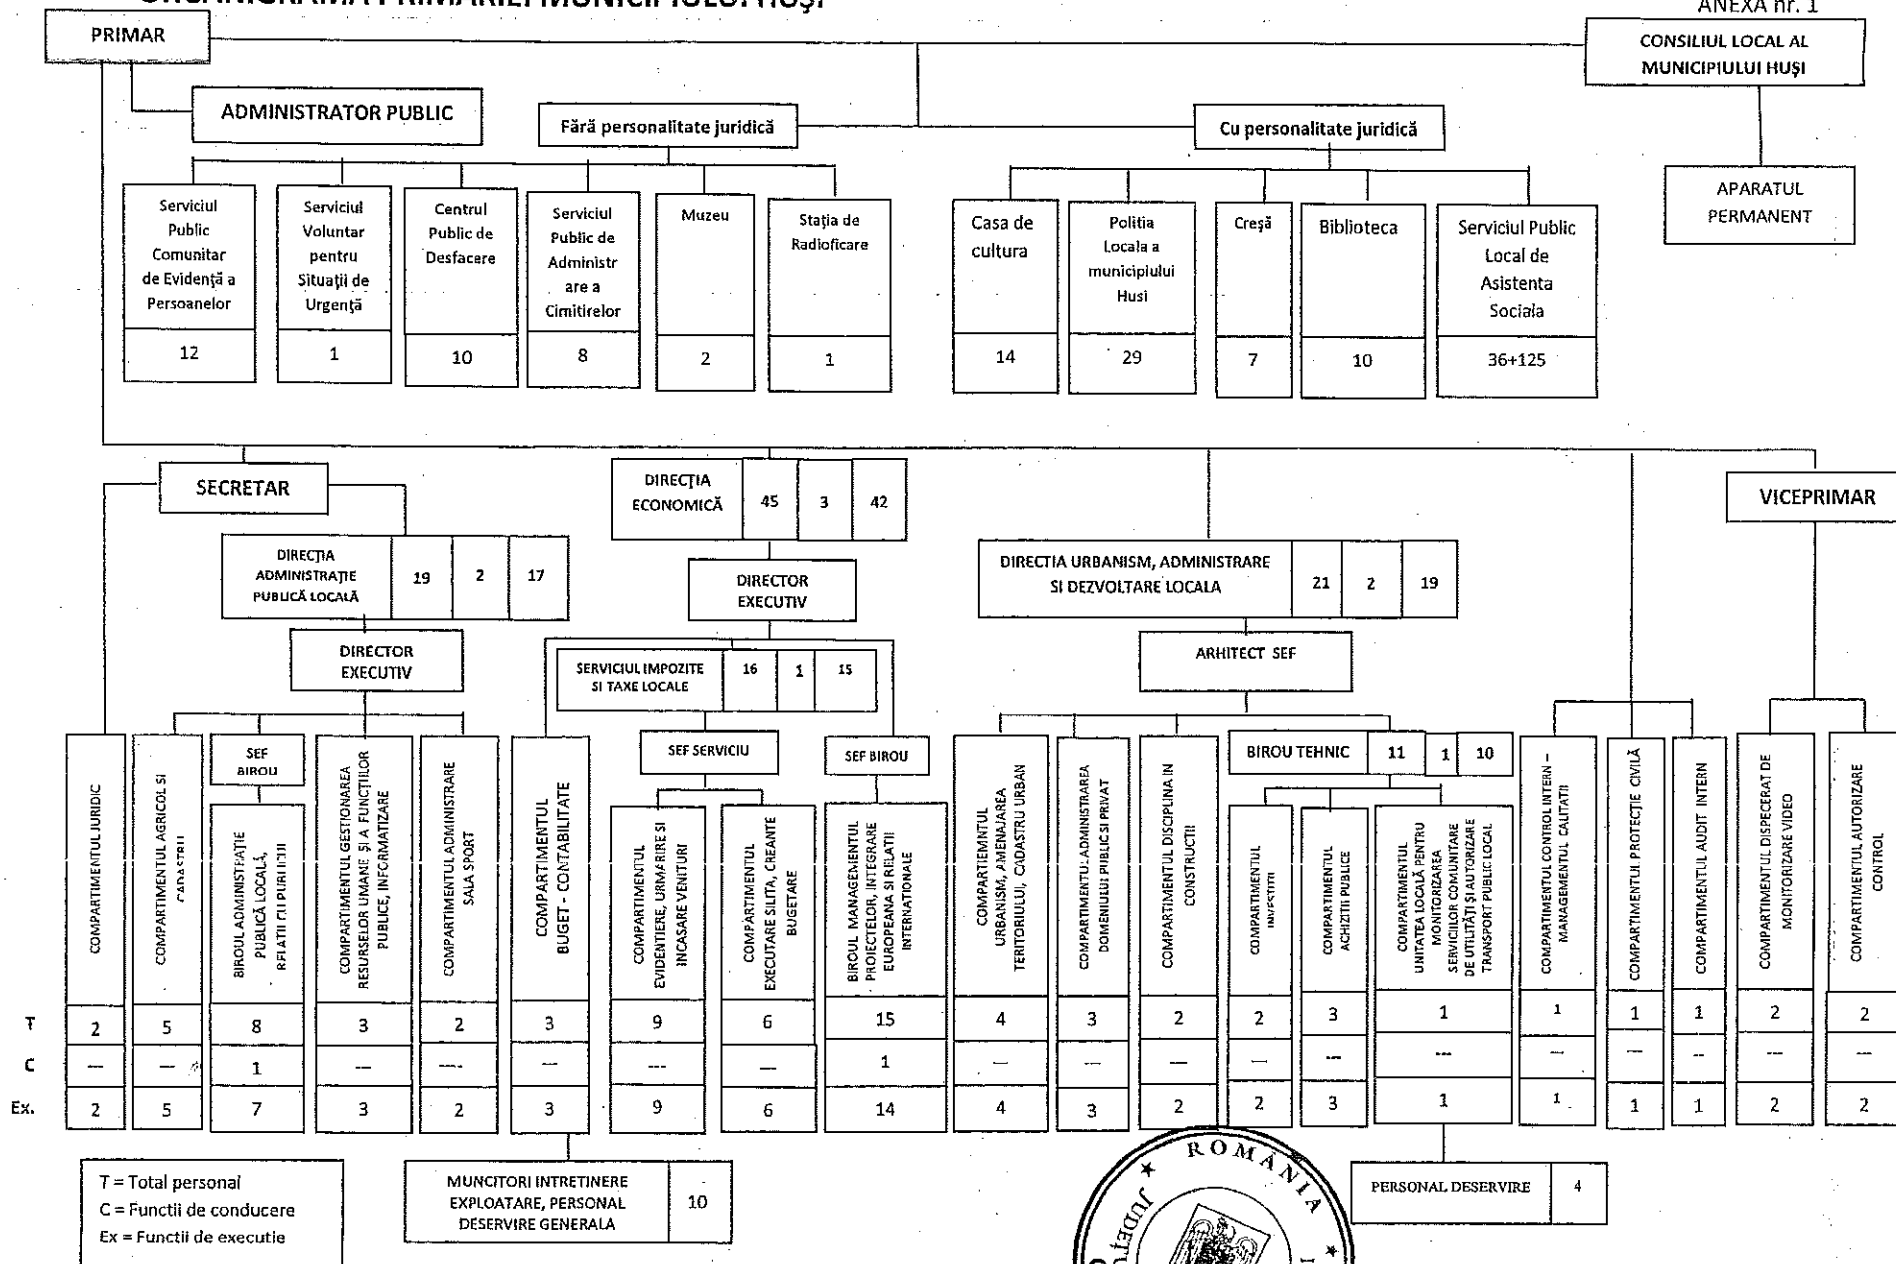 ORGANIGRAMA PRIMĂRIEI MUNICIPIULUI HUŞI
ANEXA nr. 1
PRIMAR
CONSILIUL LOCAL AL
MUNICIPIULUI HUŞI
ADMINISTRATOR PUBLIC
Fără personalitate juridică
Cu personalitate juridică
APARATUL
PERMANENT
Serviciul
Public
Comunitar
de Evidenţă a
Persoanelor
12
Serviciul
Voluntar
pentru
Situaţii de
Urgenţă
1
Centrul
Public de
Desfacere
10
Serviciul
Public de
Administr
are a
Cimitirelor
8
Muzeu
2
Staţia de
Radioficare
1
Casa de
cultura
14
Politia
Locala a
municipiului
Husi
29
Creşă
7
Biblioteca
10
Serviciul Public
Local de
Asistenta
Sociala
36+125
SECRETAR
DIRECŢIA
ECONOMICĂ
45 3 42
VICEPRIMAR
DIRECŢIA
ADMINISTRAŢIE
PUBLICĂ LOCALĂ
19 2 17
DIRECTOR
EXECUTIV
DIRECTIA URBANISM, ADMINISTRARE
SI DEZVOLTARE LOCALA
21 2 19
DIRECTOR
EXECUTIV
SERVICIUL IMPOZITE
SI TAXE LOCALE
16 1 15
ARHITECT SEF
SEF
BIROU
SEF SERVICIU
SEF BIROU
BIROU TEHNIC 11 1 10
COMPARTIMENTUL JURIDIC
COMPARTIMENTUL AGRICOL SI
CADASTRU
BIROUL ADMINISTRAŢIE
PUBLICĂ LOCALĂ,
RELATII CU PUBLICUL
COMPARTIMENTUL GESTIONAREA
RESURSELOR UMANE ŞI A FUNCŢIILOR
PUBLICE, INFORMATIZARE
COMPARTIMENTUL ADMINISTRARE
SALA SPORT
COMPARTIMENTUL
BUGET - CONTABILITATE
COMPARTIMENTUL
EVIDENTIERE, URMARIRE SI
INCASARE VENITURI
COMPARTIMENTUL
EXECUTARE SILITA, CREANTE
BUGETARE
BIROUL MANAGEMENTUL
PROIECTELOR, INTEGRARE
EUROPEANA SI RELATII
INTERNATIONALE
COMPARTIEMNTUL
URBANISM, AMENAJAREA
TERITORIULUI, CADASTRU URBAN
COMPARTIMENTUL ADMINISTRAREA
DOMENIULUI PUBLIC SI PRIVAT
COMPARTIMENTUL DISCIPLINA IN
CONSTRUCTII
COMPARTIMENTUL
INVESTITII
COMPARTIMENTUL
ACHIZITII PUBLICE
COMPARTIMENTUL
UNITATEA LOCALĂ PENTRU
MONITORIZAREA
SERVICIILOR COMUNITARE
DE UTILITĂŢI ŞI AUTORIZARE
TRANSPORT PUBLIC LOCAL
COMPARTIMENTUL CONTROL INTERN –
MANAGEMENTUL CALITATII
COMPARTIMENTUL PROTECŢIE CIVILĂ
COMPARTIMENTUL AUDIT INTERN
COMPARTIMENTUL DISPECERAT DE
MONITORIZARE VIDEO
COMPARTIMENTUL AUTORIZARE
CONTROL
T 2 5 8 3 2 3 9 6 15 4 3 2 2 3 1 1 1 1 2 2
C --- --- 1 --- --- --- --- --- 1 --- --- --- --- --- --- --- --- --- --- ---
Ex. 2 5 7 3 2 3 9 6 14 4 3 2 2 3 1 1 1 1 2 2
T = Total personal
C = Functii de conducere
Ex = Functii de executie
MUNCITORI INTRETINERE
EXPLOATARE, PERSONAL
DESERVIRE GENERALA
10
PERSONAL DESERVIRE 4
ROMÂNIA